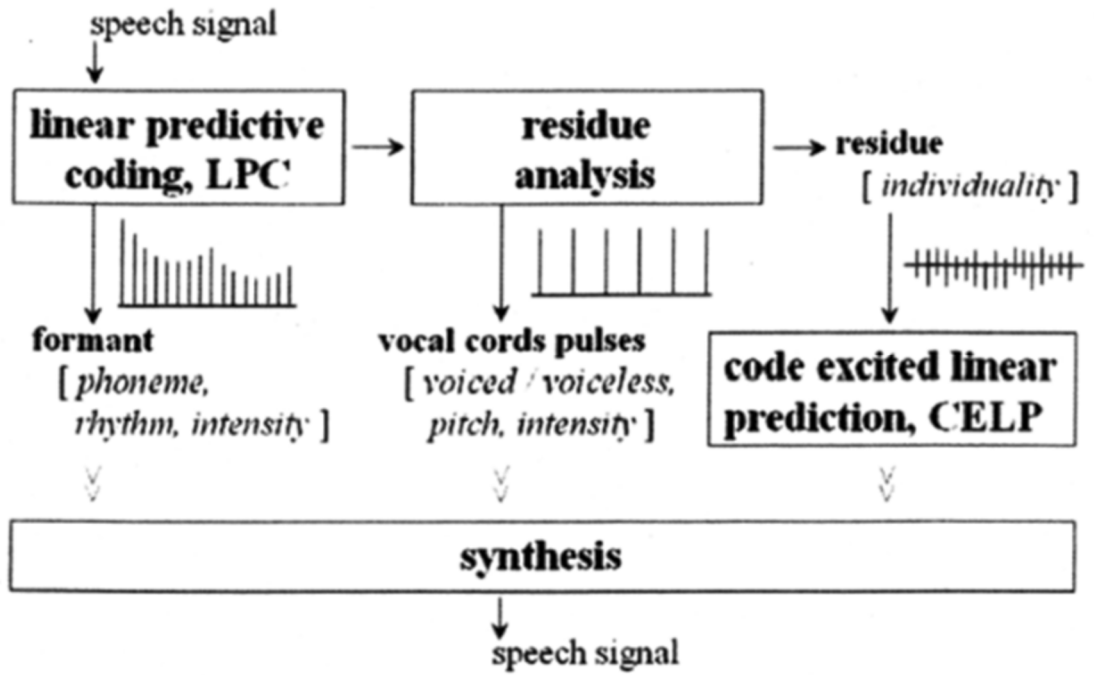 speech signal
linear predictive
coding, LPC
residue
analysis
residue
[ individuality ]
formant
[ phoneme,
rhythm, intensity ]
vocal cords pulses
[ voiced / voiceless,
pitch, intensity ]
code excited linear
prediction, CELP
synthesis
speech signal